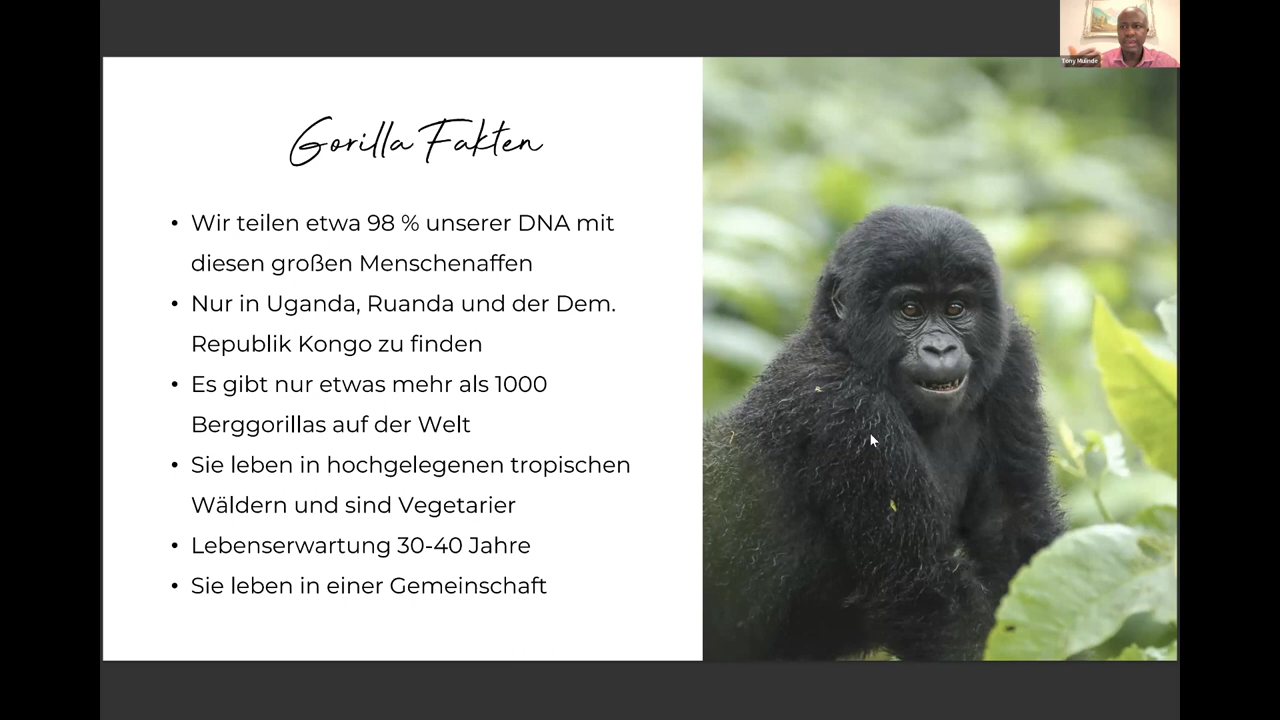 Tony Mulinde
Gorilla Fakten
• Wir teilen etwa 98 % unserer DNA mit
diesen großen Menschenaffen
• Nur in Uganda, Ruanda und der Dem.
Republik Kongo zu finden
• Es gibt nur etwas mehr als 1000
Berggorillas auf der Welt
• Sie leben in hochgelegenen tropischen
Wäldern und sind Vegetarier
• Lebenserwartung 30-40 Jahre
• Sie leben in einer Gemeinschaft